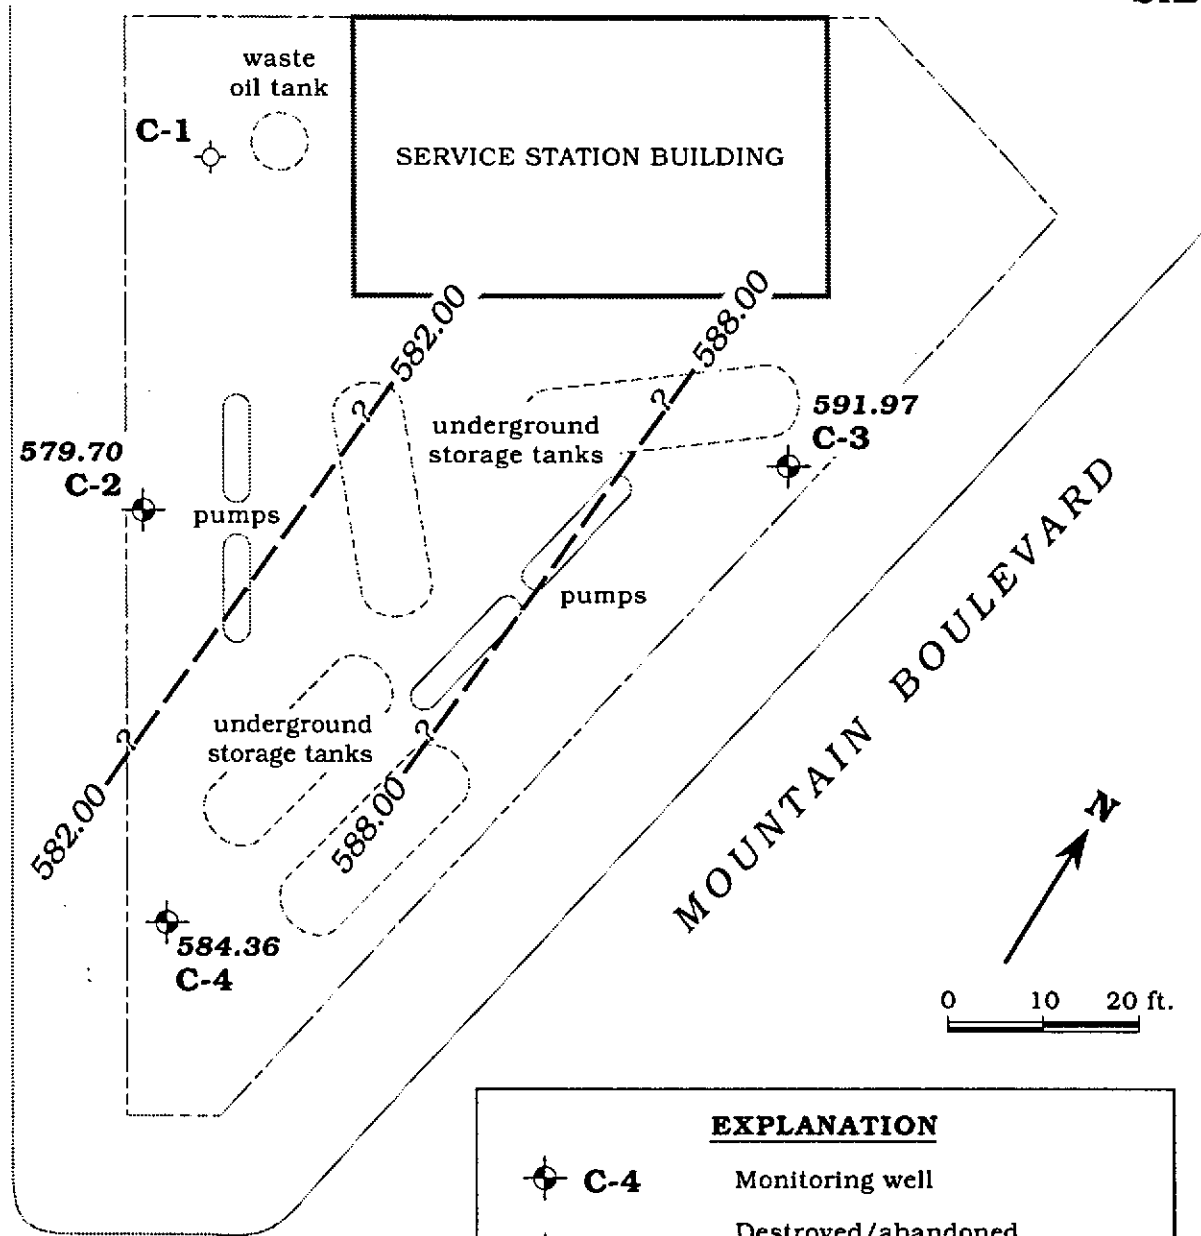 waste
oil tank
C-1
SERVICE STATION BUILDING
582.00
588.00
?
?
underground
storage tanks
591.97
C-3
579.70
C-2
pumps
pumps
MOUNTAIN BOULEVARD
underground
storage tanks
?
?
582.00
588.00
584.36
C-4
N
0 10 20 ft.
EXPLANATION
C-4 Monitoring well
Destroyed/abandoned